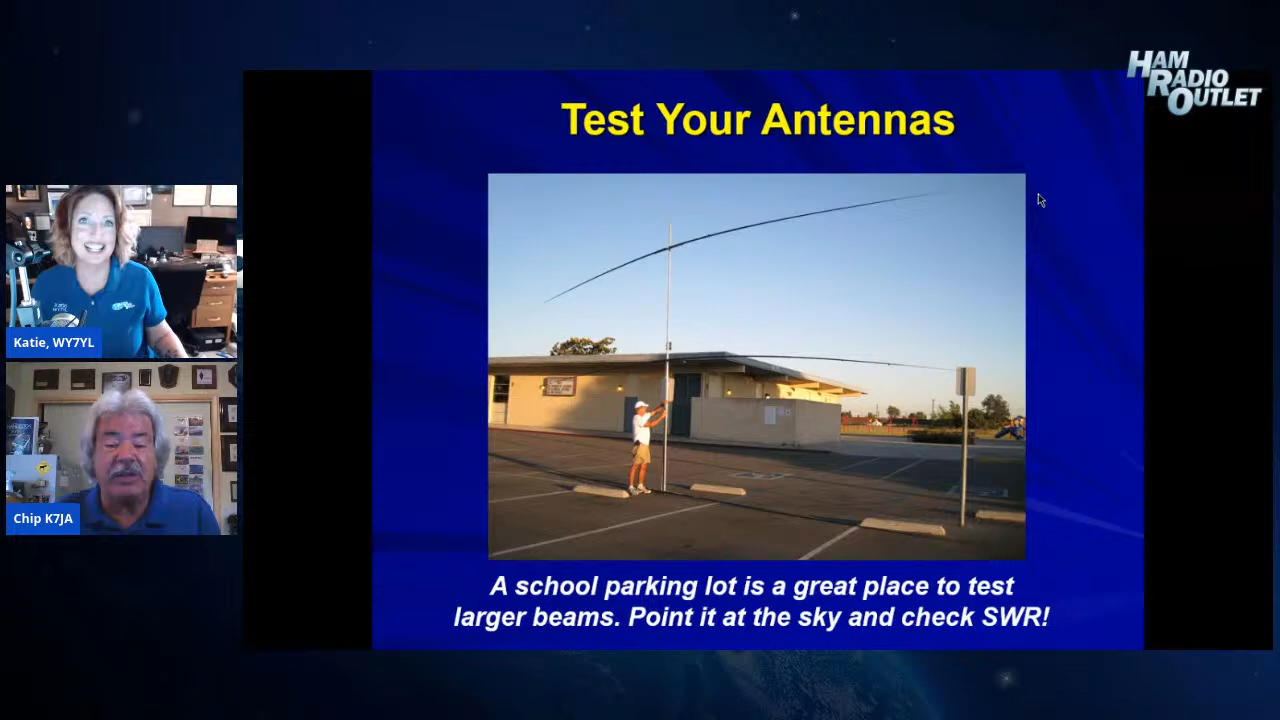 HAM
RADIO
OUTLET
Test Your Antennas
Katie, WY7YL
Chip K7JA
A school parking lot is a great place to test
larger beams. Point it at the sky and check SWR!